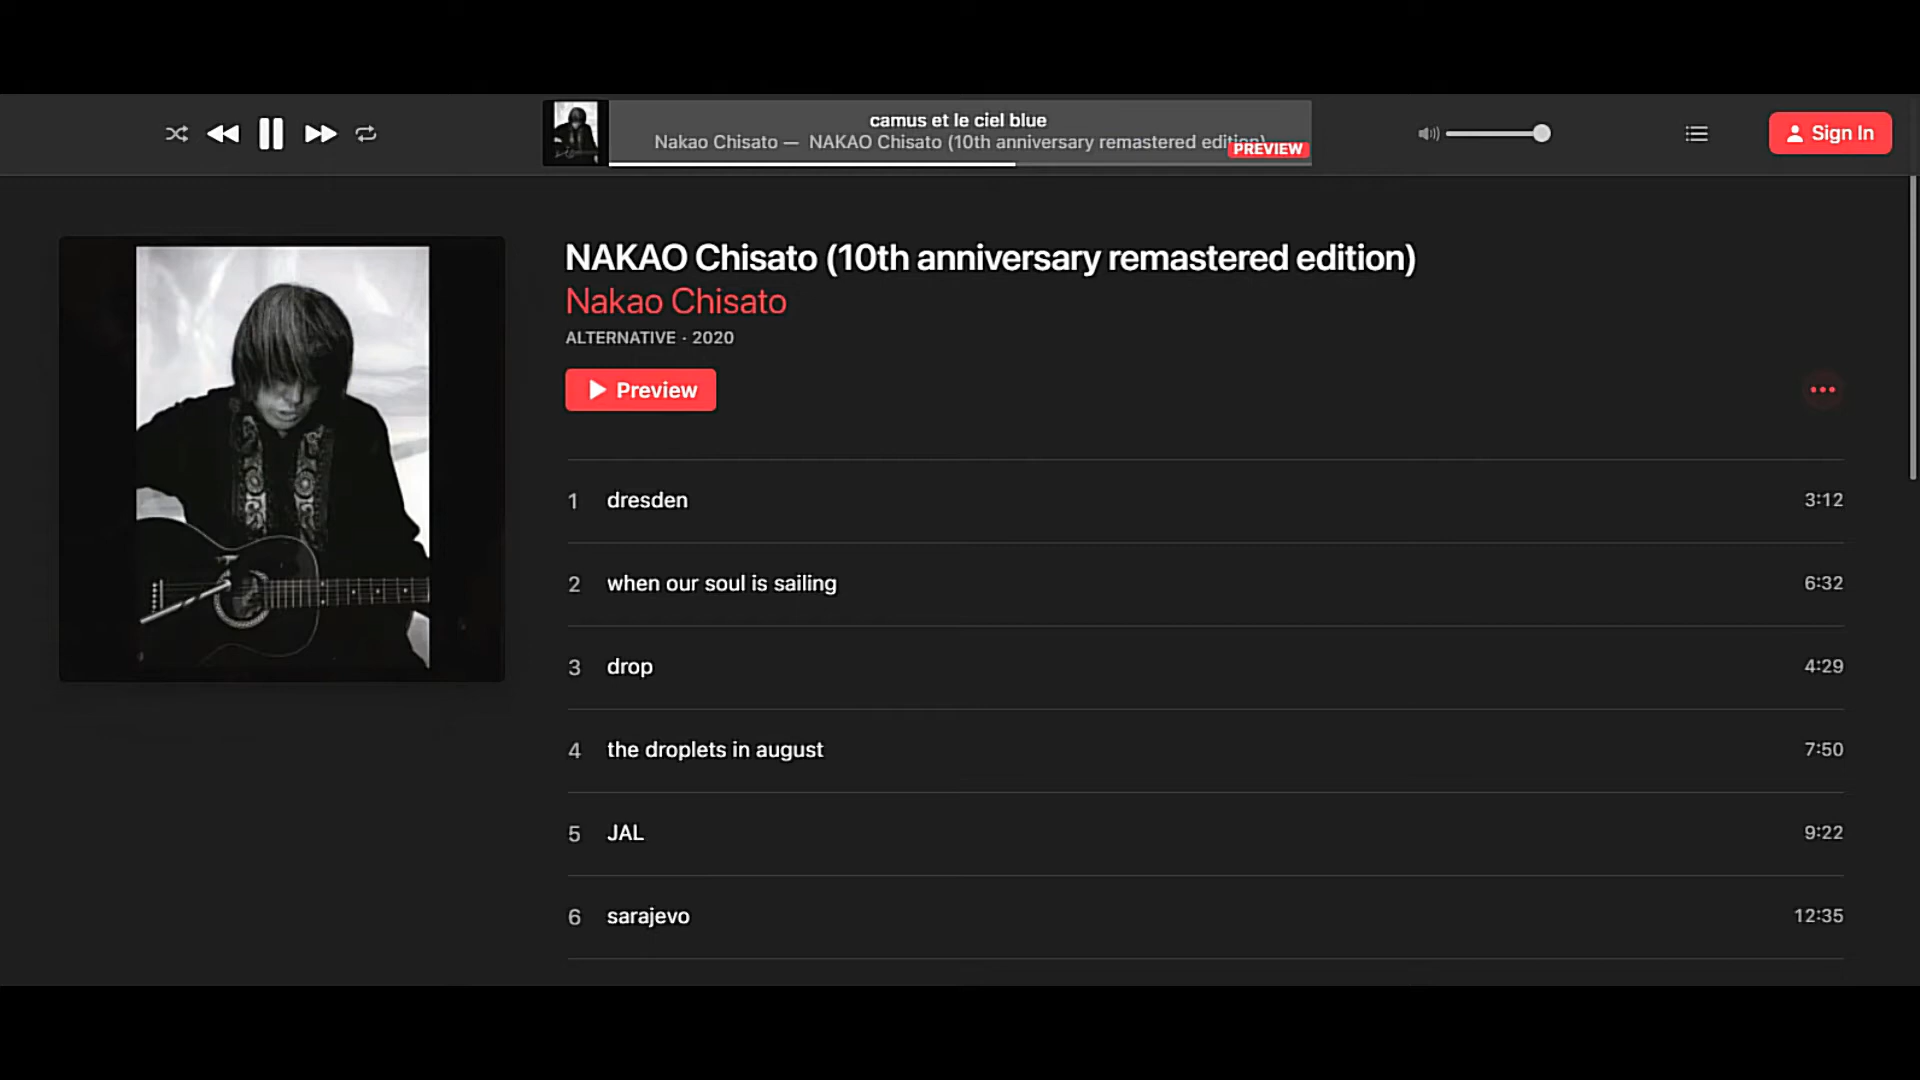 camus et le ciel blue
Nakao Chisato — NAKAO Chisato (10th anniversary remastered edition)
PREVIEW
Sign In
NAKAO Chisato (10th anniversary remastered edition)
Nakao Chisato
ALTERNATIVE · 2020
Preview
1 dresden 3:12
2 when our soul is sailing 6:32
3 drop 4:29
4 the droplets in august 7:50
5 JAL 9:22
6 sarajevo 12:35